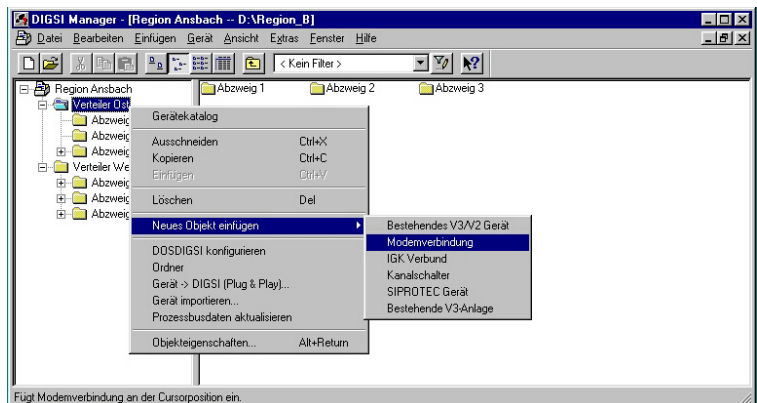 DIGSI Manager - [Region Ansbach -- D:\Region_B]
Datei Bearbeiten Einfügen Gerät Ansicht Extras Fenster Hilfe
< Kein Filter >
Region Ansbach
Verteiler Ost
Abzweig
Abzweig
Abzweig
Verteiler We
Abzweig
Abzweig
Abzweig
Abzweig 1 Abzweig 2 Abzweig 3
Gerätekatalog
Ausschneiden Ctrl+X
Kopieren Ctrl+C
Einfügen Ctrl+V
Löschen Del
Neues Objekt einfügen
DOSDIGSI konfigurieren
Ordner
Gerät -> DIGSI (Plug & Play)...
Gerät importieren...
Prozessbusdaten aktualisieren
Objekteigenschaften... Alt+Return
Bestehendes V3/V2 Gerät
Modemverbindung
IGK Verbund
Kanalschalter
SIPROTEC Gerät
Bestehende V3-Anlage
Fügt Modemverbindung an der Cursorposition ein.